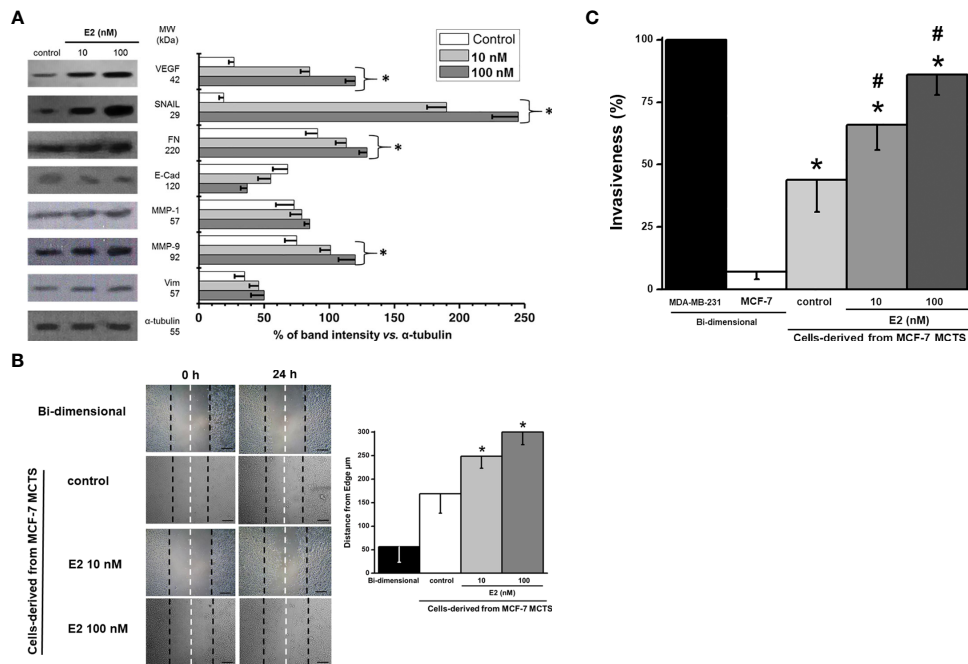 A
E2 (nM)
control 10 100
MW
(kDa)
VEGF
42
SNAIL
29
FN
220
E-Cad
120
MMP-1
57
MMP-9
92
Vim
57
α-tubulin
55
Control
10 nM
100 nM
*
*
*
*
0 50 100 150 200 250
% of band intensity vs. α-tubulin
B
0 h 24 h
Bi-dimensional
control
E2 10 nM
E2 100 nM
Cells-derived from MCF-7 MCTS
Distance from Edge µm
300
250
200
150
100
50
0
* *
Bi-dimensional control 10 100
E2 (nM)
Cells-derived from MCF-7 MCTS
C
Invasiveness (%)
100
75
50
25
0
# #
* * *
MDA-MB-231 MCF-7 control 10 100
Bi-dimensional E2 (nM)
Cells-derived from MCF-7 MCTS